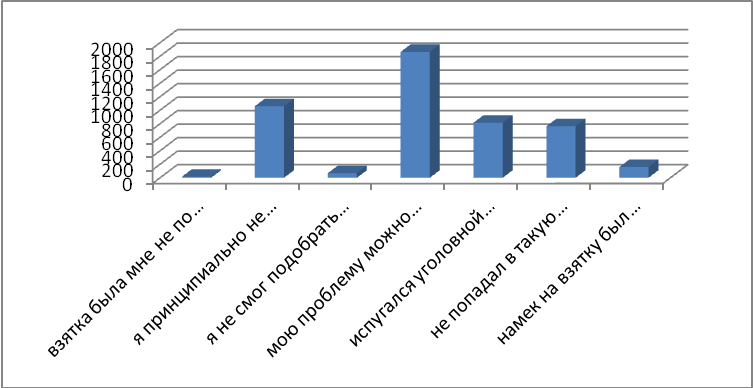 2000
1800
1600
1400
1200
1000
800
600
400
200
0
взятка была мне не по…
я принципиально не…
я не смог подобрать…
мою проблему можно…
испугался уголовной…
не попадал в такую…
намек на взятку был…